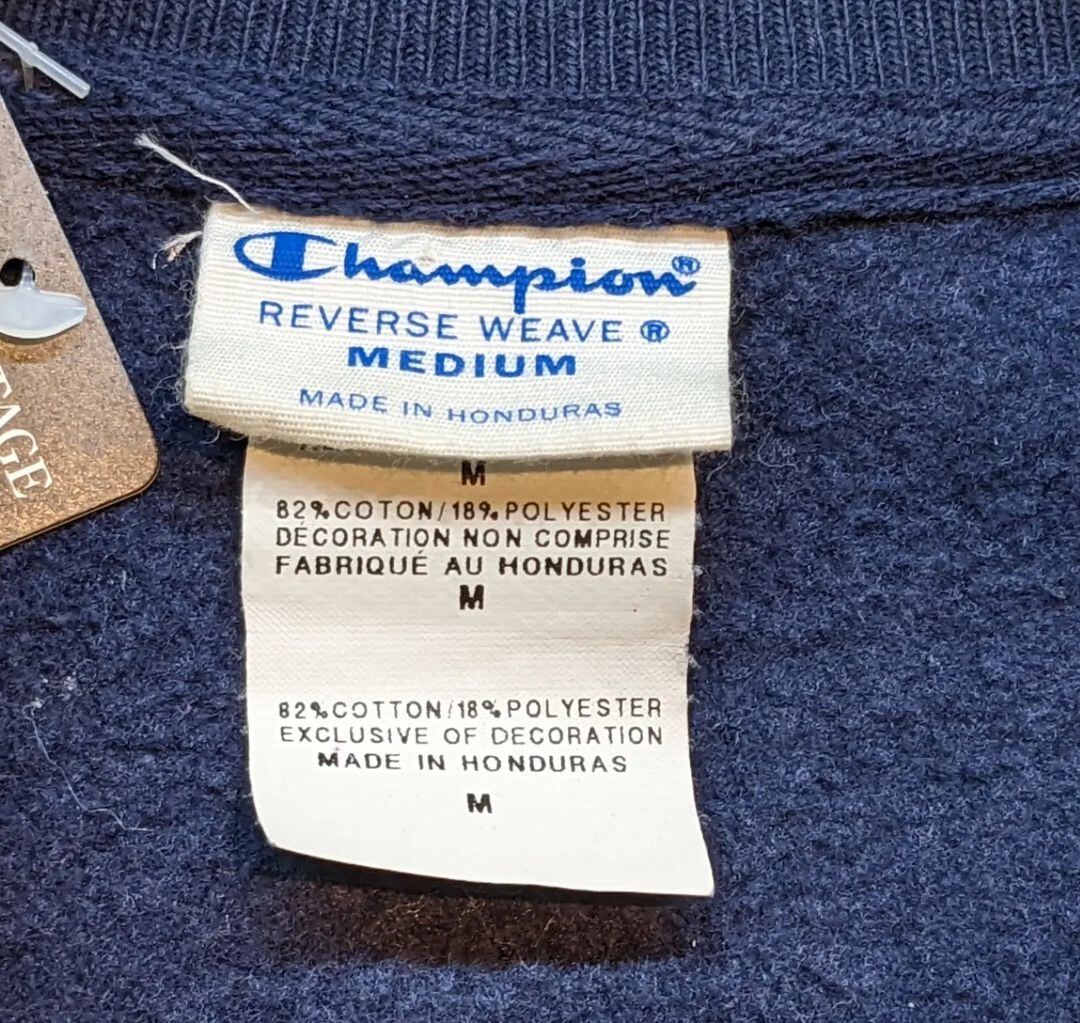 Champion®
REVERSE WEAVE ®
MEDIUM
MADE IN HONDURAS
M
82% COTON/18% POLYESTER
DÉCORATION NON COMPRISE
FABRIQUÉ AU HONDURAS
M
82% COTTON/18% POLYESTER
EXCLUSIVE OF DECORATION
MADE IN HONDURAS
M